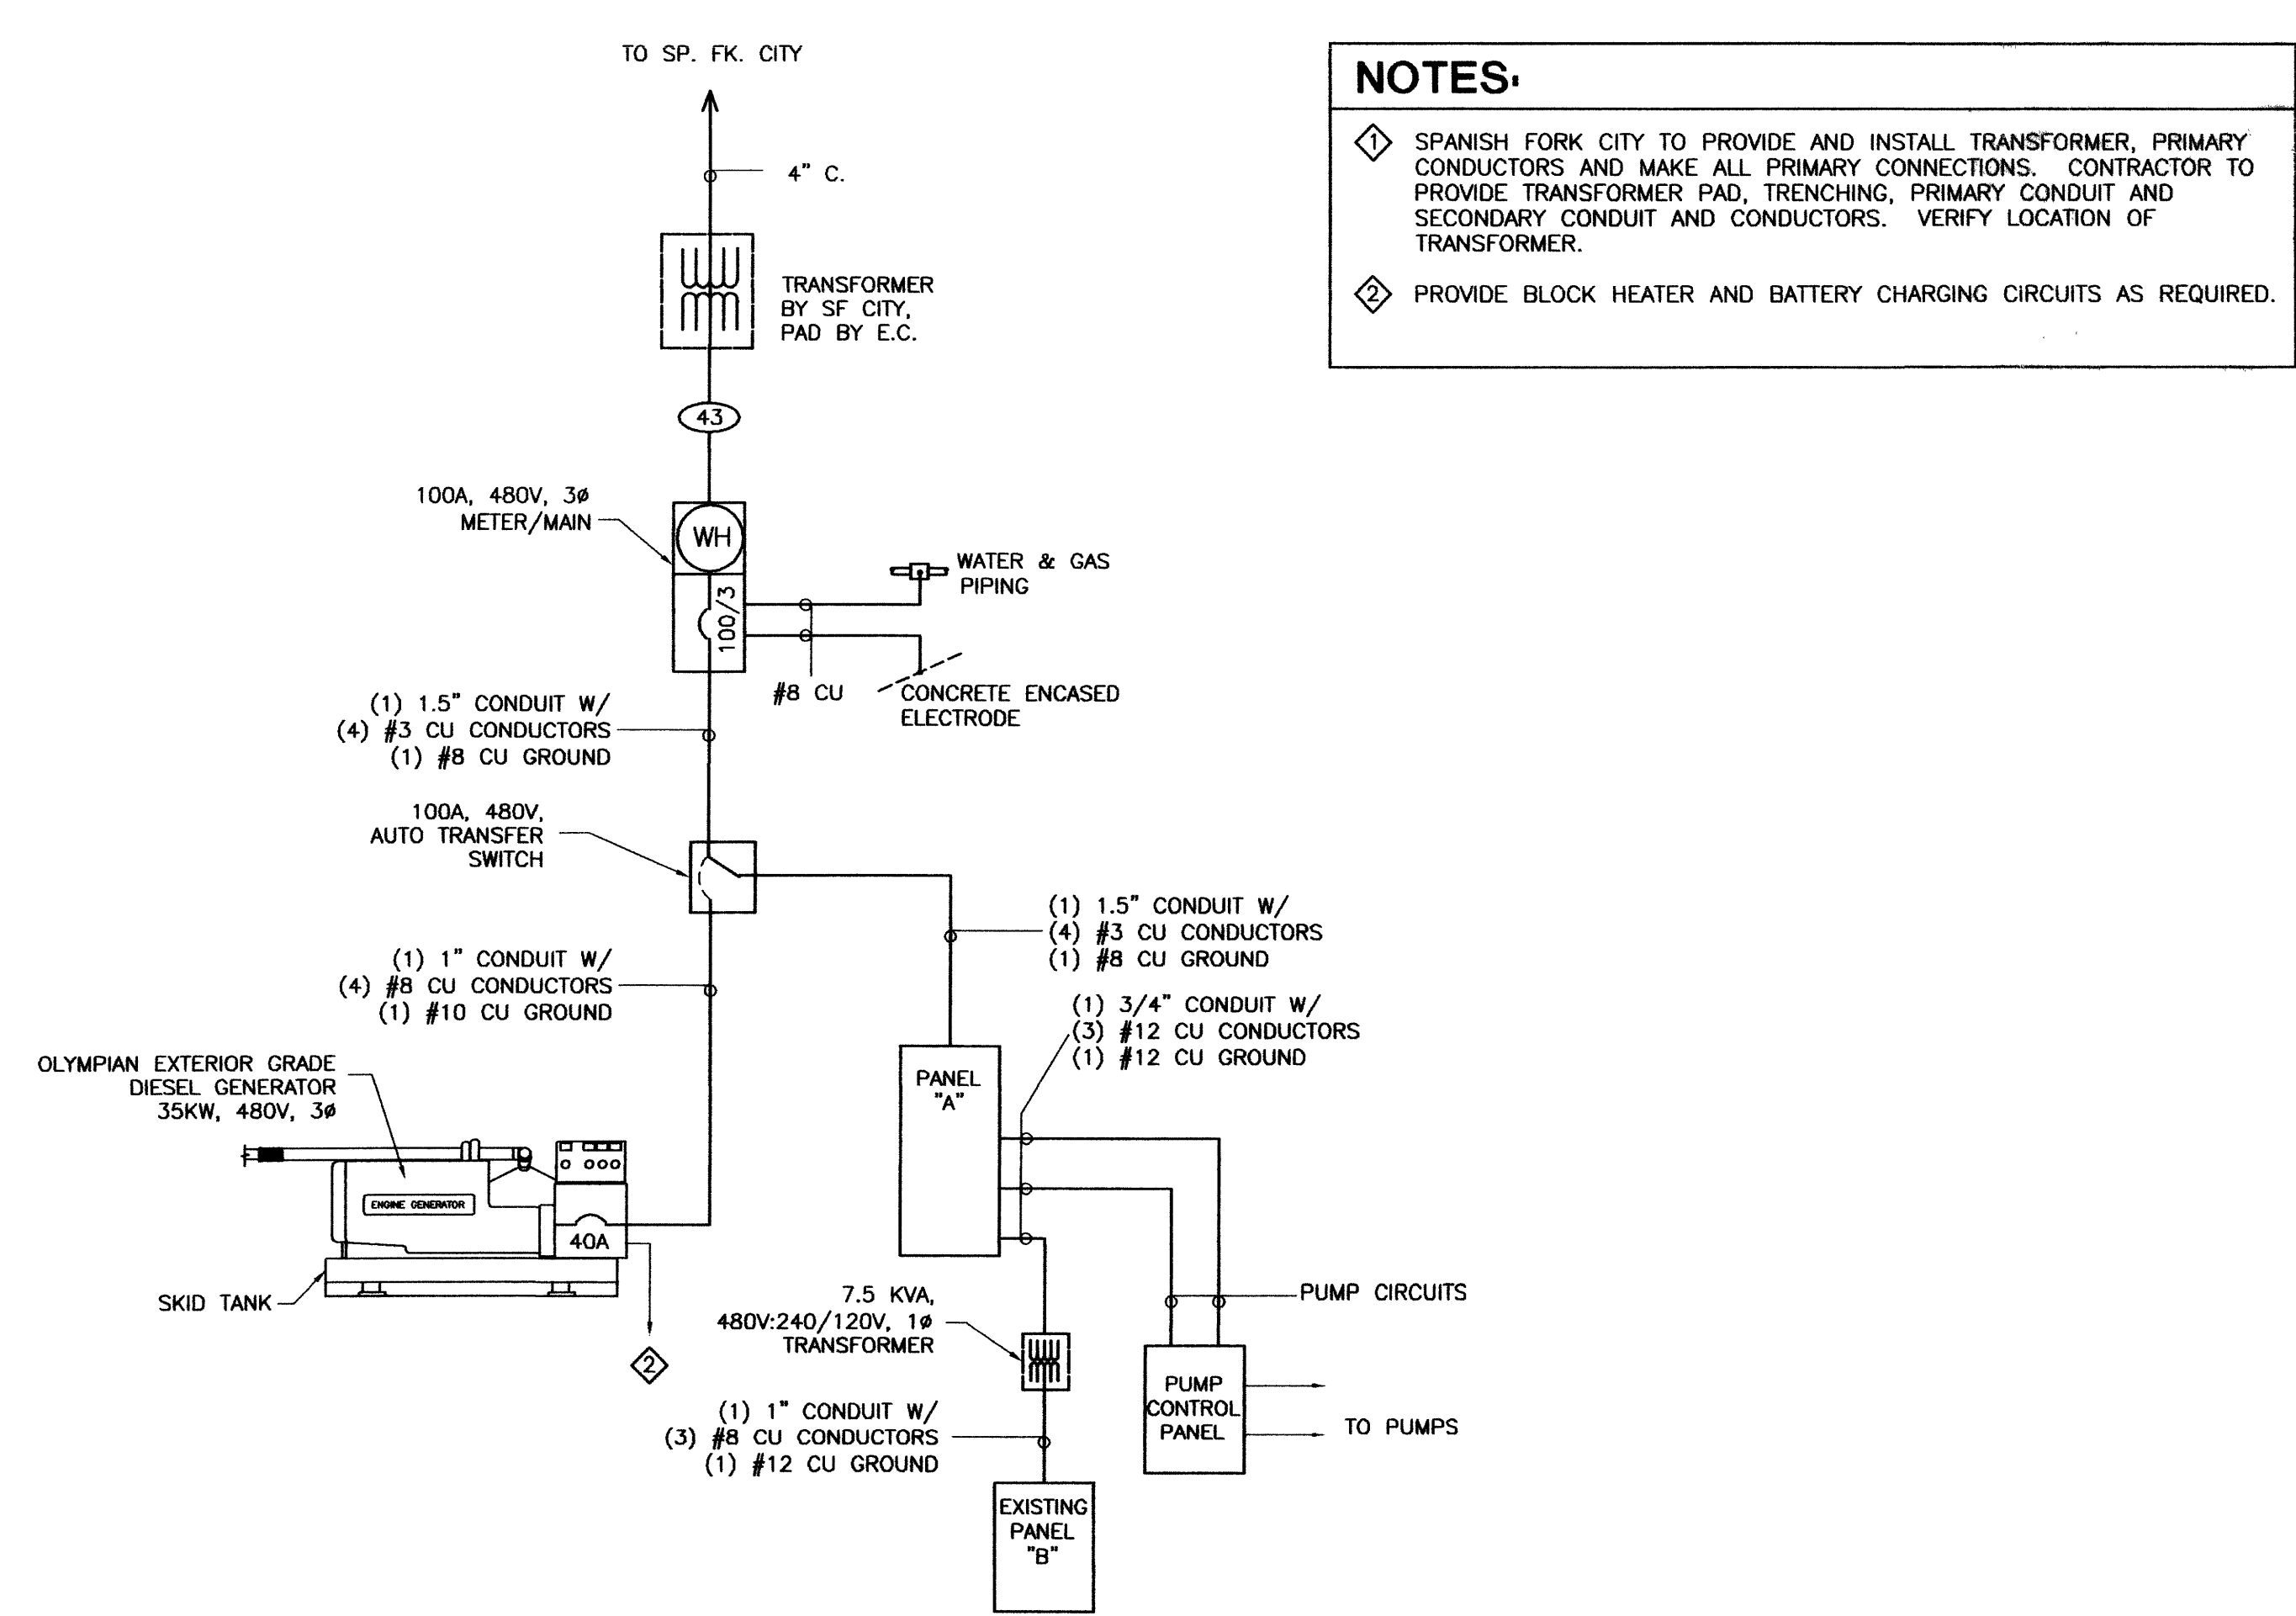 TO SP. FK. CITY
4" C.
TRANSFORMER
BY SF CITY,
PAD BY E.C.
43
100A, 480V, 3ø
METER/MAIN
WH
100/3
WATER & GAS
PIPING
#8 CU
CONCRETE ENCASED
ELECTRODE
(1) 1.5" CONDUIT W/
(4) #3 CU CONDUCTORS
(1) #8 CU GROUND
100A, 480V,
AUTO TRANSFER
SWITCH
(1) 1.5" CONDUIT W/
(4) #3 CU CONDUCTORS
(1) #8 CU GROUND
(1) 1" CONDUIT W/
(4) #8 CU CONDUCTORS
(1) #10 CU GROUND
(1) 3/4" CONDUIT W/
(3) #12 CU CONDUCTORS
(1) #12 CU GROUND
OLYMPIAN EXTERIOR GRADE
DIESEL GENERATOR
35KW, 480V, 3ø
PANEL
"A"
ENGINE GENERATOR
40A
SKID TANK
2
7.5 KVA,
480V:240/120V, 1ø
TRANSFORMER
PUMP CIRCUITS
PUMP
CONTROL
PANEL
TO PUMPS
(1) 1" CONDUIT W/
(3) #8 CU CONDUCTORS
(1) #12 CU GROUND
EXISTING
PANEL
"B"
NOTES:
1 SPANISH FORK CITY TO PROVIDE AND INSTALL TRANSFORMER, PRIMARY
CONDUCTORS AND MAKE ALL PRIMARY CONNECTIONS. CONTRACTOR TO
PROVIDE TRANSFORMER PAD, TRENCHING, PRIMARY CONDUIT AND
SECONDARY CONDUIT AND CONDUCTORS. VERIFY LOCATION OF
TRANSFORMER.
2 PROVIDE BLOCK HEATER AND BATTERY CHARGING CIRCUITS AS REQUIRED.